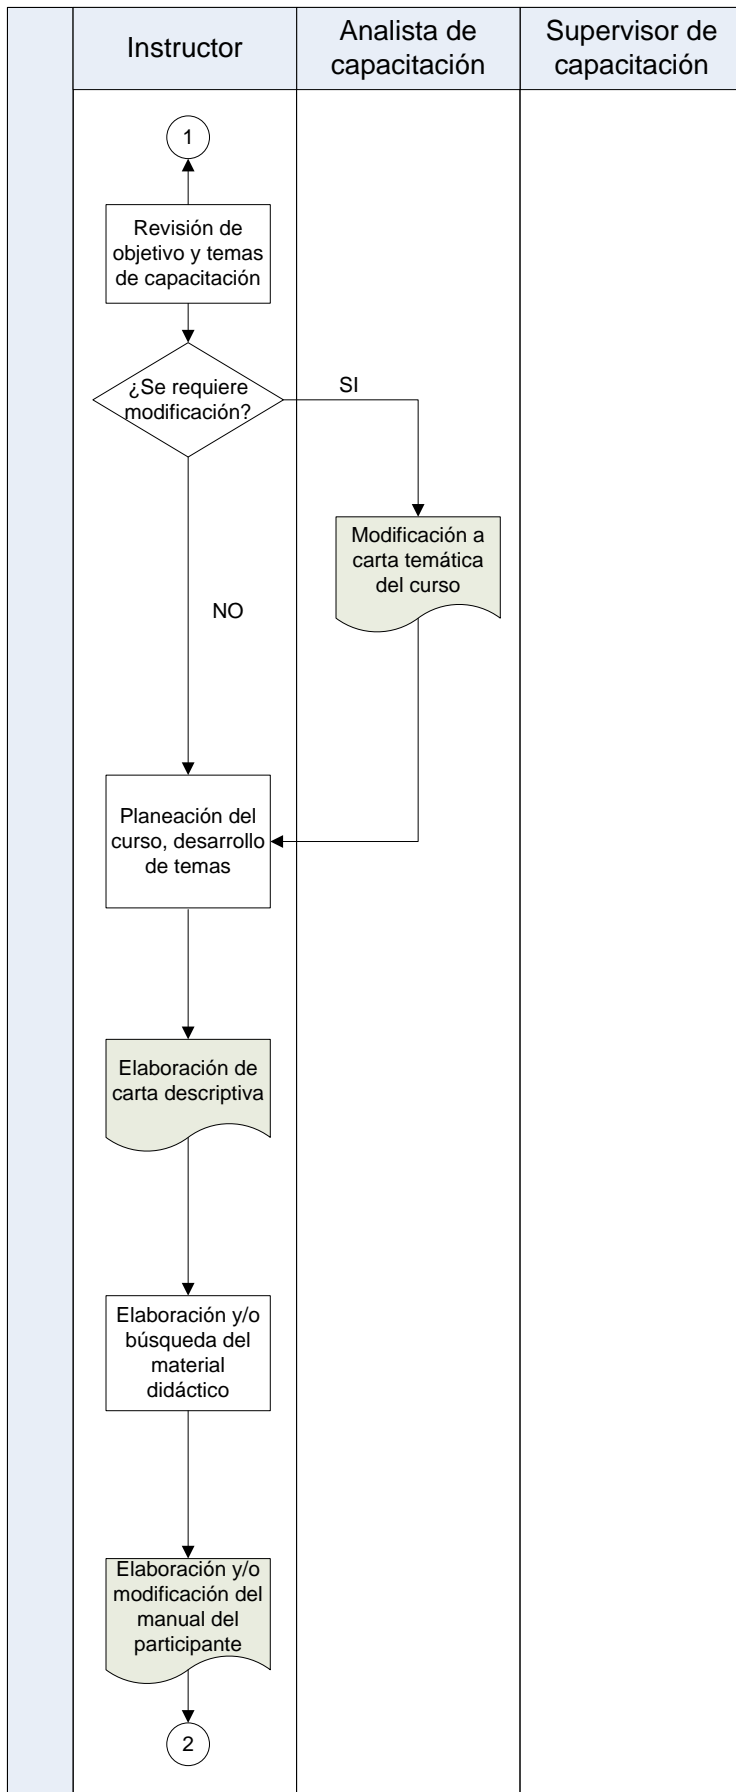 Instructor
Analista de
capacitación
Supervisor de
capacitación
1
Revisión de
objetivo y temas
de capacitación
¿Se requiere
modificación?
SI
Modificación a
carta temática
del curso
NO
Planeación del
curso, desarrollo
de temas
Elaboración de
carta descriptiva
Elaboración y/o
búsqueda del
material
didáctico
Elaboración y/o
modificación del
manual del
participante
2